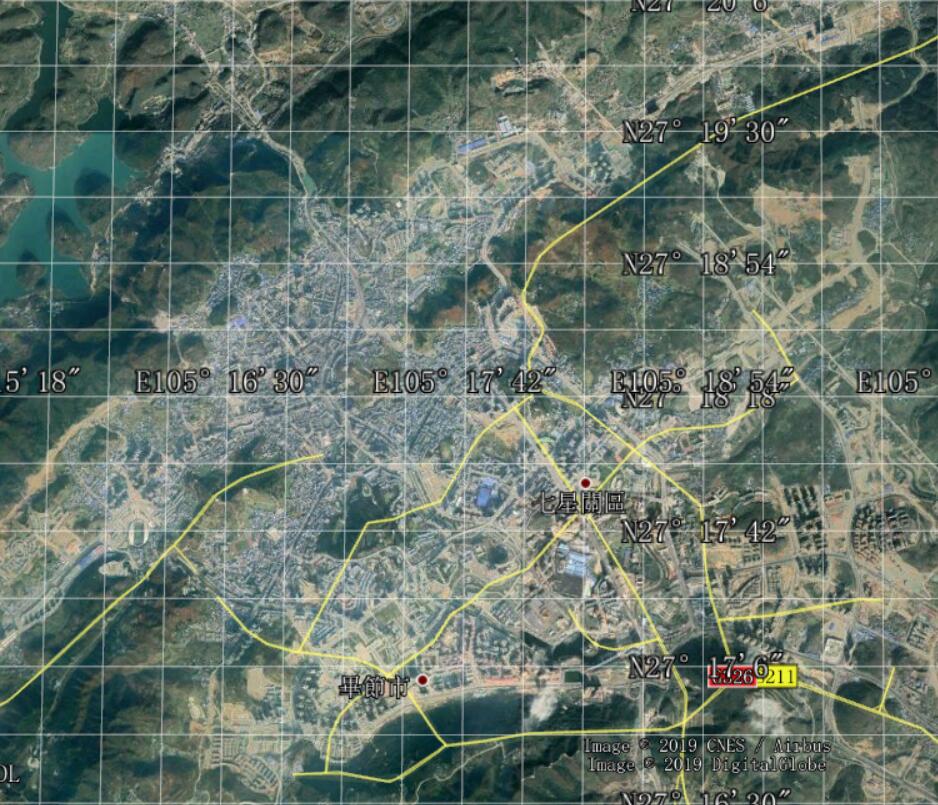 N27° 20′6
N27° 19′30″
N27° 18′54″
5′18″ E105° 16′30″ E105° 17′42″ E105° 18′54″ E105°
N27° 18′18″
七星關區
N27° 17′42″
N27° 17′6″
畢節市
211
Image © 2019 CNES / Airbus
Image © 2019 DigitalGlobe
OL
N27° 16′30″